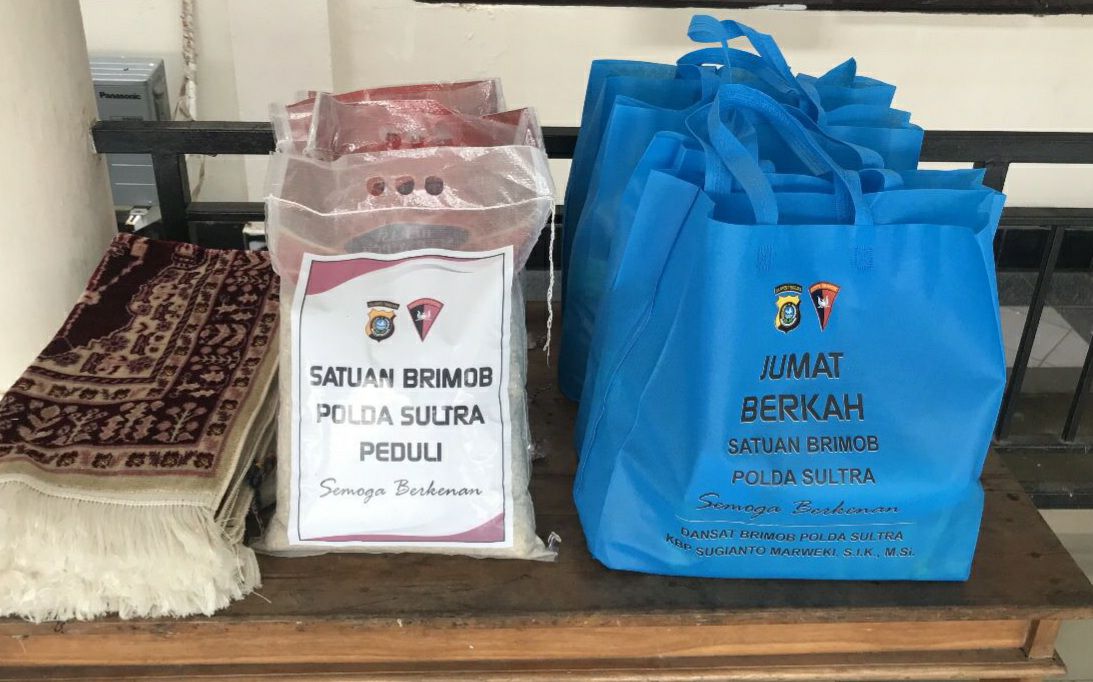 Panasonic
SATUAN BRIMOB
POLDA SULTRA
PEDULI
Semoga Berkenan
JUMAT
BERKAH
SATUAN BRIMOB
POLDA SULTRA
Semoga Berkenan
DANSAT BRIMOB POLDA SULTRA
KBP SUGIANTO MARWEKI, S.I.K., M.Si.